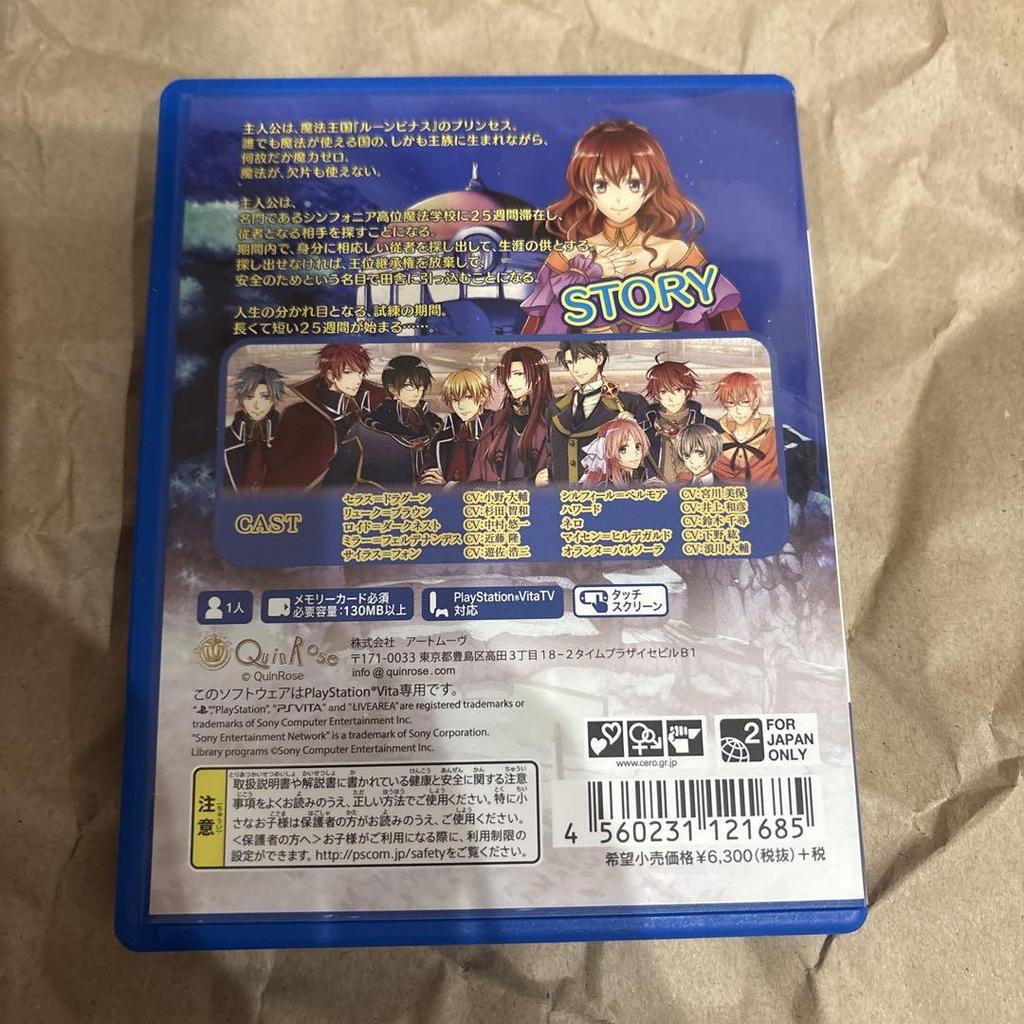 主人公は、魔法王国『ルーンビナス』のプリンセス。
誰でも魔法が使える国の、しかも王族に生まれながら、
何故だか魔力ゼロ。
魔法が、欠片も使えない。
主人公は、
名門であるシンフォニア高位魔法学校に25週間滞在し、
従者となる相手を探すことになる。
期間内で、身分に相応しい従者を探し出して、生涯の供とする。
探し出せなければ、王位継承権を放棄して、
安全のためという名目で田舎に引っ込むことになる。
人生の分かれ目となる、試練の期間。
長くて短い25週間が始まる……。
STORY
CAST
セラス＝ドラグーン CV:小野 大輔
リューク＝ブラウン CV:杉田 智和
ロイド＝ダークネスト CV:中村 悠一
ミラー＝フェルデナンデス CV:近藤 隆
サイラス＝フォン CV:遊佐 浩二
シルフィール＝ベルモア CV:宮川 美保
ハワード CV:井上 和彦
ネロ CV:鈴木 千尋
マイセン＝ヒルデガルド CV:下野 紘
オランヌ＝バルソーラ CV:浪川 大輔
1人
メモリーカード必須
必要容量:130MB以上
PlayStation®VitaTV
対応
タッチ
スクリーン
QuinRose
© QuinRose
株式会社 アートムーヴ
〒171-0033 東京都豊島区高田3丁目18-2タイムプラザイセビルB1
info @ quinrose.com
このソフトウェアはPlayStation®Vita専用です。
"PlayStation", "PSVITA" and "LIVEAREA" are registered trademarks or
trademarks of Sony Computer Entertainment Inc.
"Sony Entertainment Network" is a trademark of Sony Corporation.
Library programs ©Sony Computer Entertainment Inc.
www.cero.gr.jp
2
FOR
JAPAN
ONLY
注意
取扱説明書や解説書に書かれている健康と安全に関する注意
事項をよくお読みのうえ、正しい方法でご使用ください。特に小
さなお子様は保護者の方がお読みのうえ、ご使用ください。
<保護者の方へ>お子様がご利用になる際に、利用制限の
設定ができます。http://pscom.jp/safetyをご覧ください。
4 560231 121685
希望小売価格¥6,300(税抜)+税